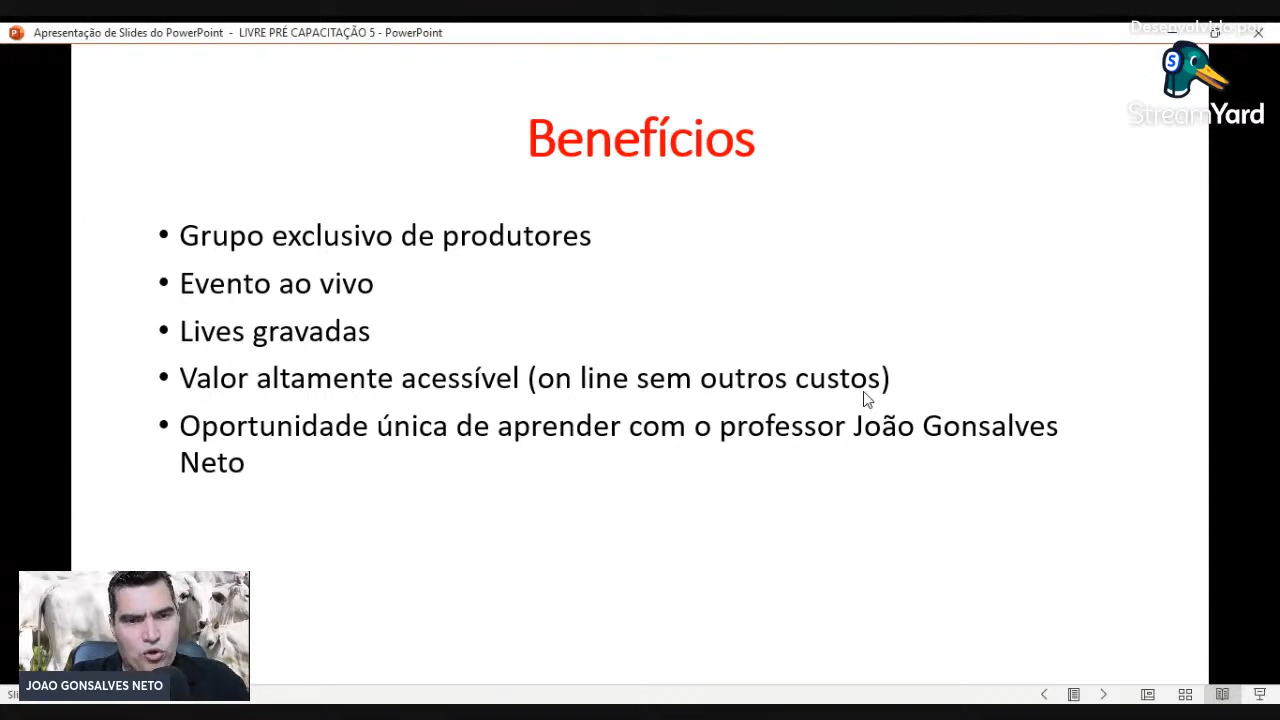 Apresentação de Slides do PowerPoint - LIVRE PRÉ CAPACITAÇÃO 5 - PowerPoint
Desenvolvido por
StreamYard
Benefícios
• Grupo exclusivo de produtores
• Evento ao vivo
• Lives gravadas
• Valor altamente acessível (on line sem outros custos)
• Oportunidade única de aprender com o professor João Gonsalves
Neto
JOAO GONSALVES NETO